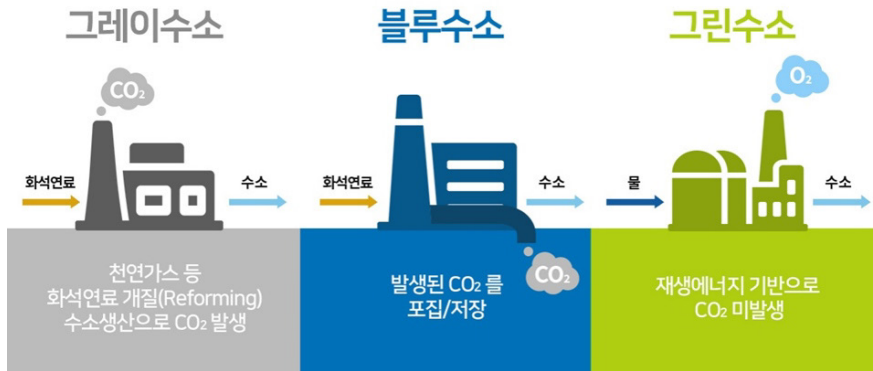 그레이수소
CO₂
화석연료
수소
천연가스 등
화석연료 개질(Reforming)
수소생산으로 CO₂ 발생
블루수소
화석연료
수소
CO₂
발생된 CO₂ 를
포집/저장
그린수소
O₂
물
수소
재생에너지 기반으로
CO₂ 미발생